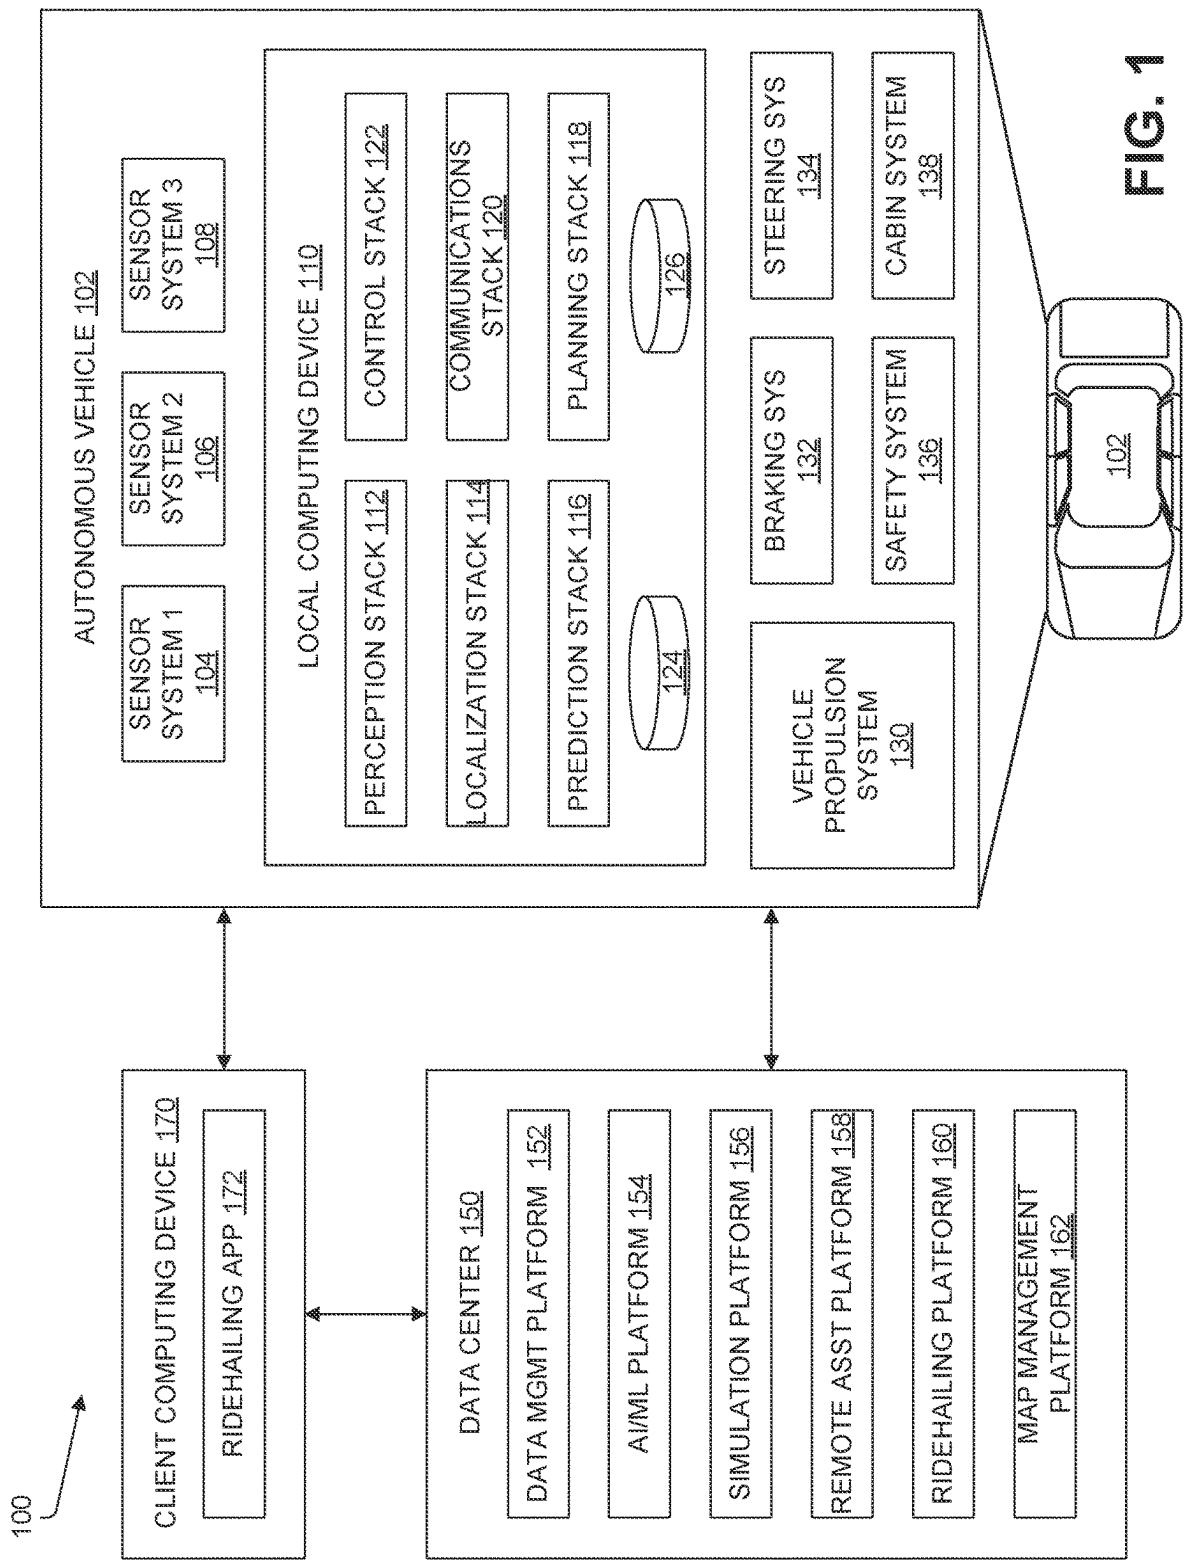 100
CLIENT COMPUTING DEVICE 170
RIDEHAILING APP 172
DATA CENTER 150
DATA MGMT PLATFORM 152
AI/ML PLATFORM 154
SIMULATION PLATFORM 156
REMOTE ASST PLATFORM 158
RIDEHAILING PLATFORM 160
MAP MANAGEMENT
PLATFORM 162
AUTONOMOUS VEHICLE 102
SENSOR
SYSTEM 1
104
SENSOR
SYSTEM 2
106
SENSOR
SYSTEM 3
108
LOCAL COMPUTING DEVICE 110
PERCEPTION STACK 112
CONTROL STACK 122
LOCALIZATION STACK 114
COMMUNICATIONS
STACK 120
PREDICTION STACK 116
PLANNING STACK 118
124
126
VEHICLE
PROPULSION
SYSTEM
130
BRAKING SYS
132
STEERING SYS
134
SAFETY SYSTEM
136
CABIN SYSTEM
138
102
FIG. 1